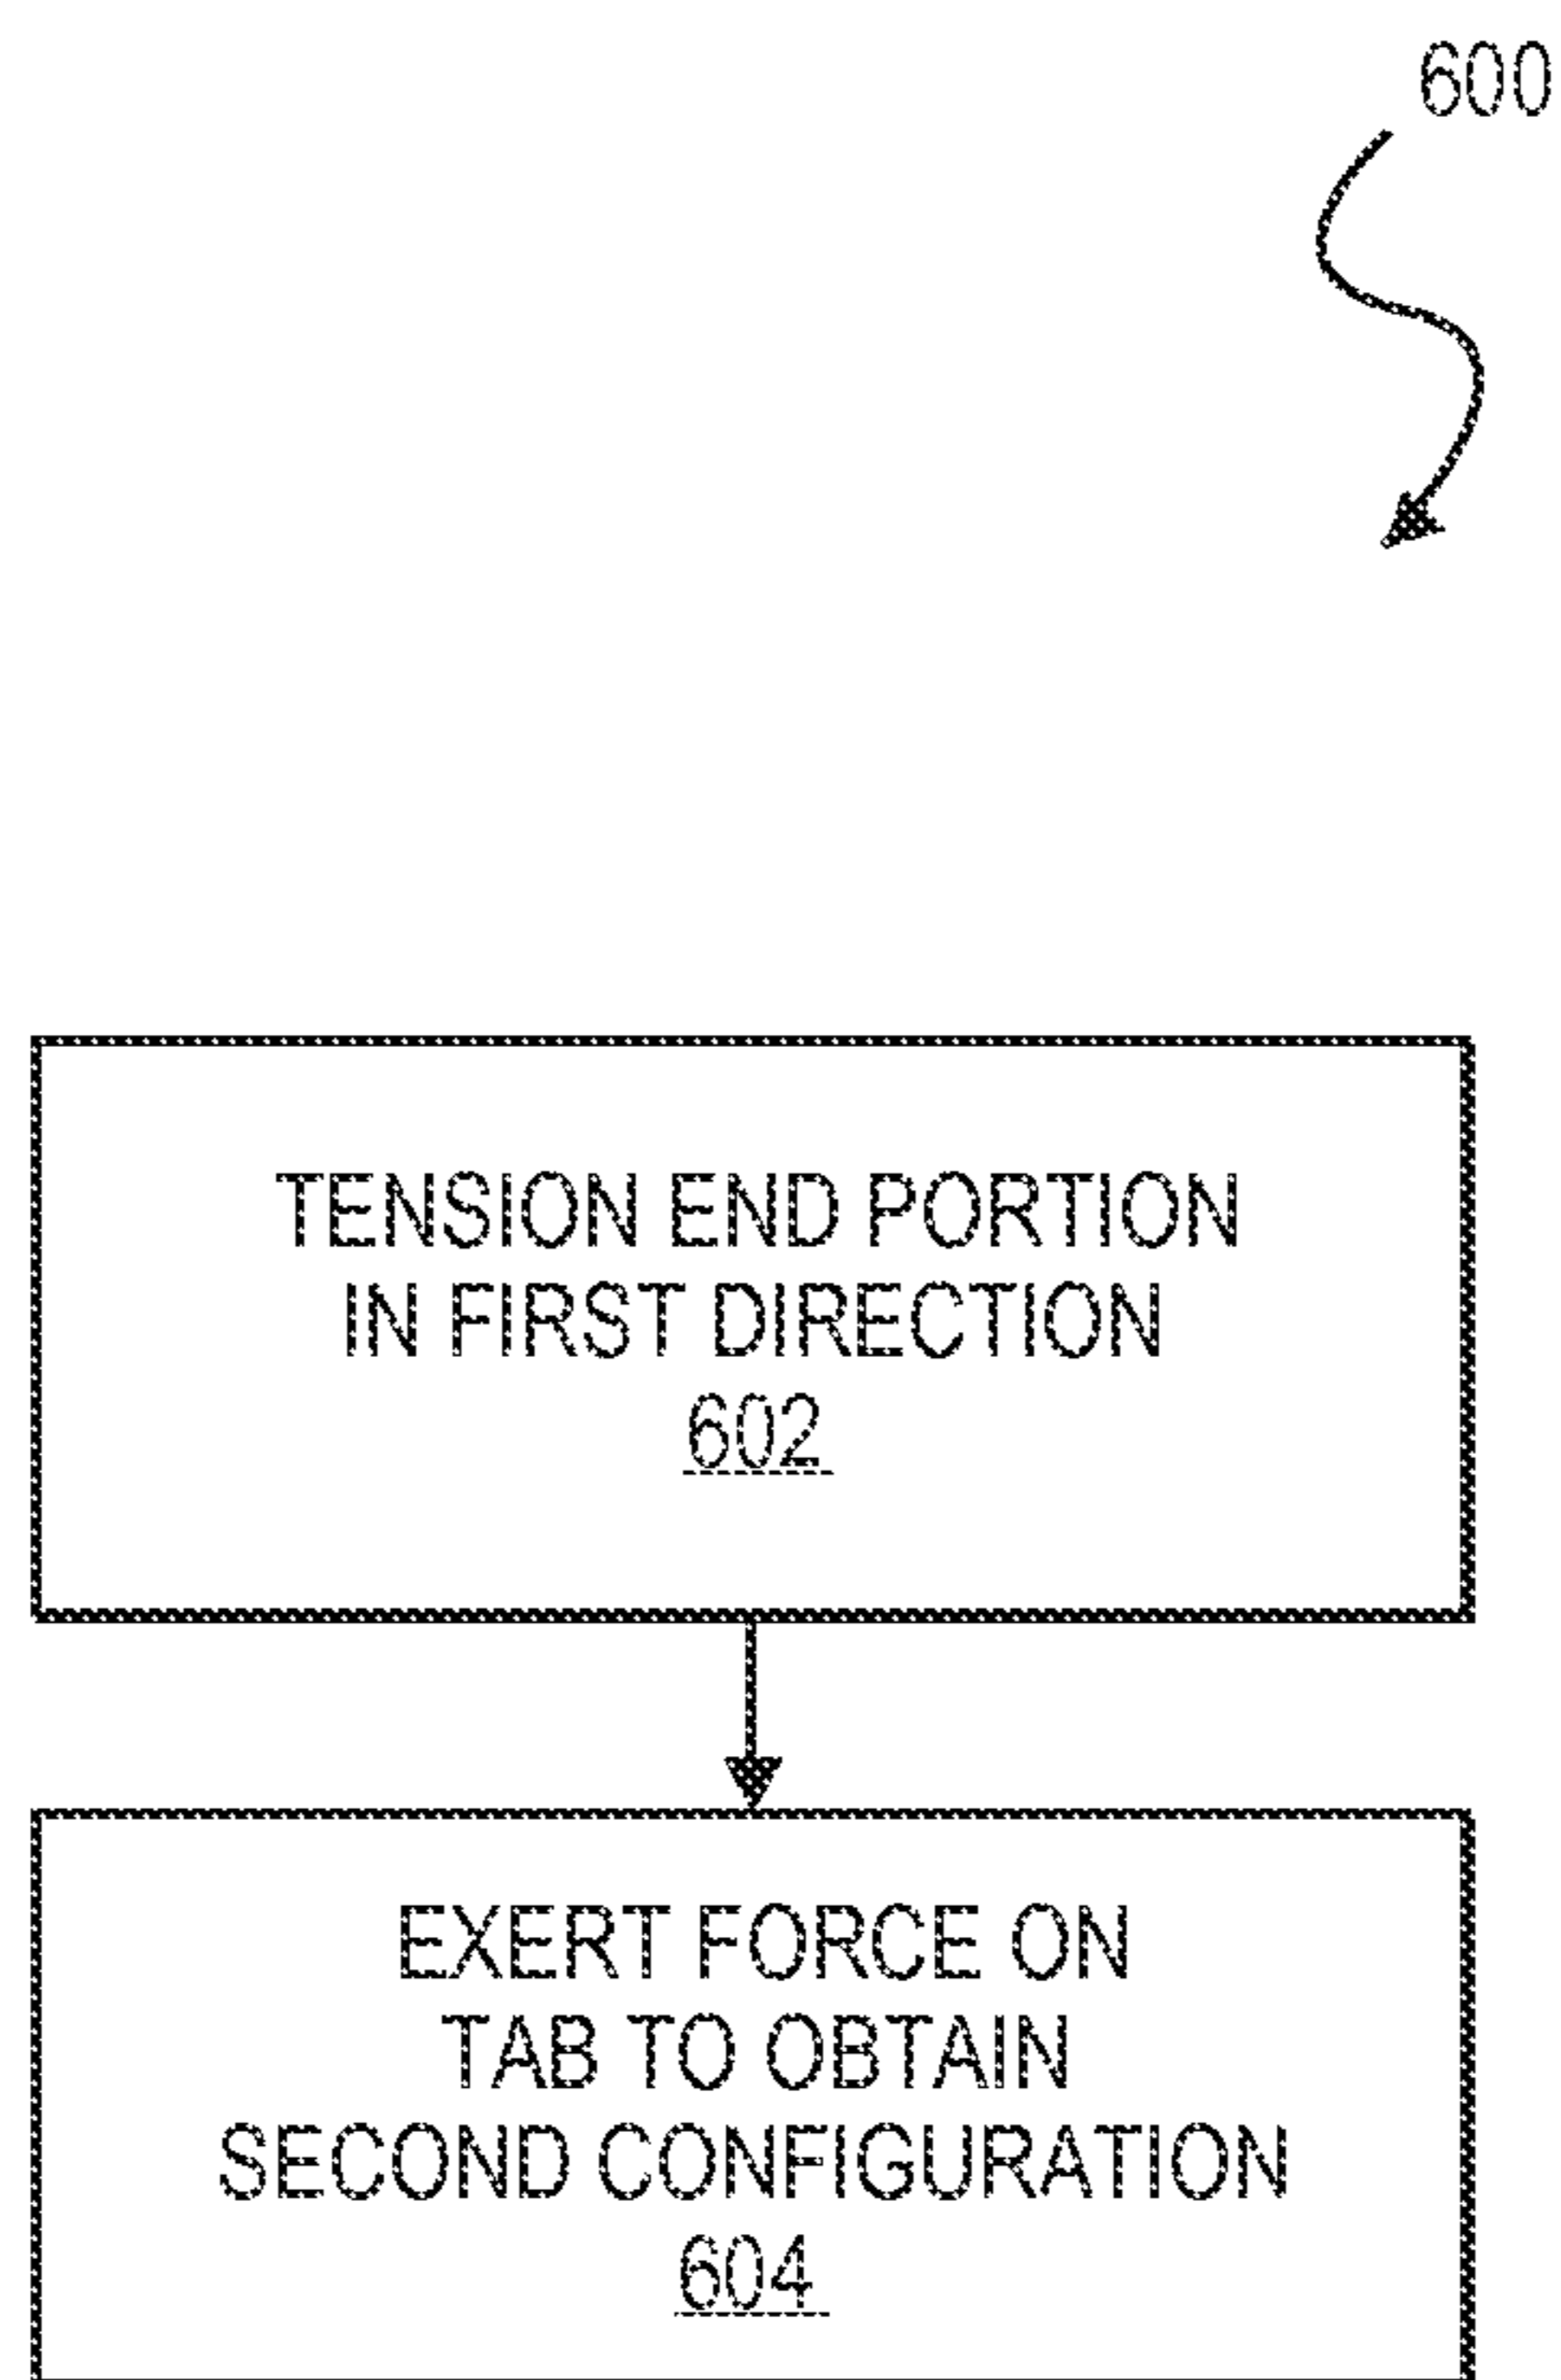 600
TENSION END PORTION
IN FIRST DIRECTION
602
EXERT FORCE ON
TAB TO OBTAIN
SECOND CONFIGURATION
604